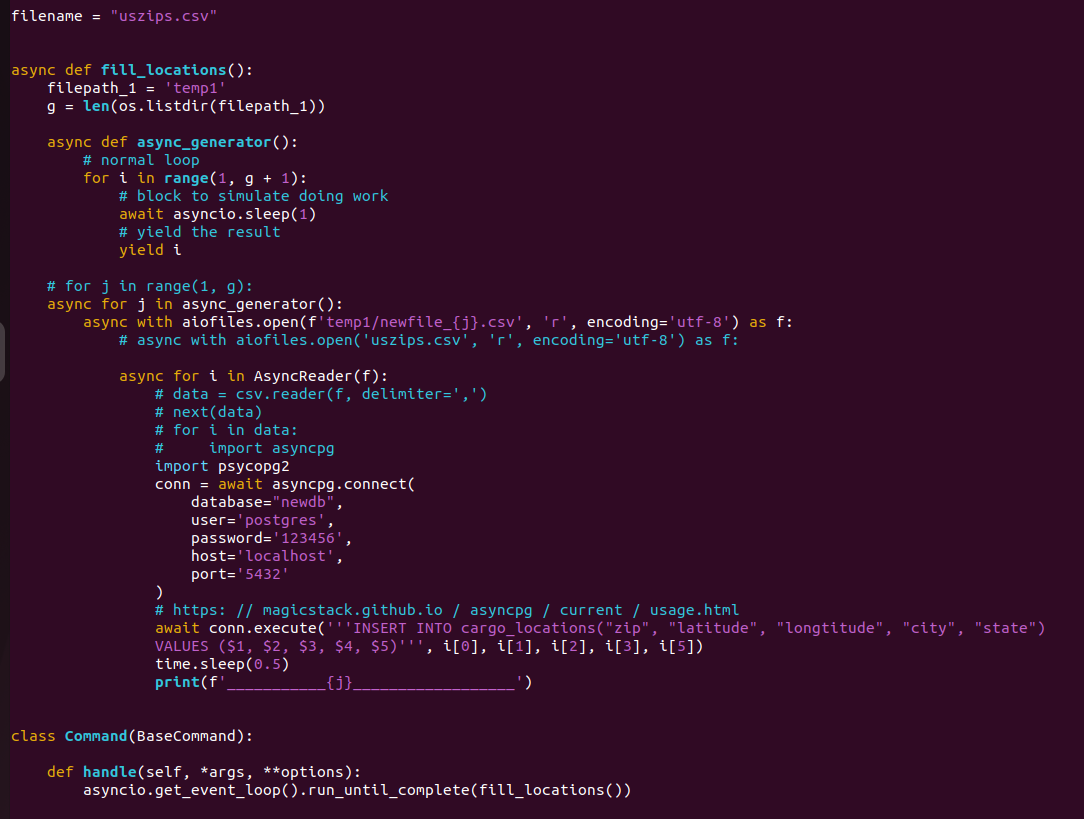 filename = "uszips.csv"
async def fill_locations():
    filepath_1 = 'temp1'
    g = len(os.listdir(filepath_1))
    async def async_generator():
        # normal loop
        for i in range(1, g + 1):
            # block to simulate doing work
            await asyncio.sleep(1)
            # yield the result
            yield i
    # for j in range(1, g):
    async for j in async_generator():
        async with aiofiles.open(f'temp1/newfile_{j}.csv', 'r', encoding='utf-8') as f:
            # async with aiofiles.open('uszips.csv', 'r', encoding='utf-8') as f:
            async for i in AsyncReader(f):
                # data = csv.reader(f, delimiter=',')
                # next(data)
                # for i in data:
                #     import asyncpg
                import psycopg2
                conn = await asyncpg.connect(
                    database="newdb",
                    user='postgres',
                    password='123456',
                    host='localhost',
                    port='5432'
                )
                # https: // magicstack.github.io / asyncpg / current / usage.html
                await conn.execute('''INSERT INTO cargo_locations("zip", "latitude", "longtitude", "city", "state")
                VALUES ($1, $2, $3, $4, $5)''', i[0], i[1], i[2], i[3], i[5])
                time.sleep(0.5)
                print(f'___________{j}__________________')
class Command(BaseCommand):
    def handle(self, *args, **options):
        asyncio.get_event_loop().run_until_complete(fill_locations())